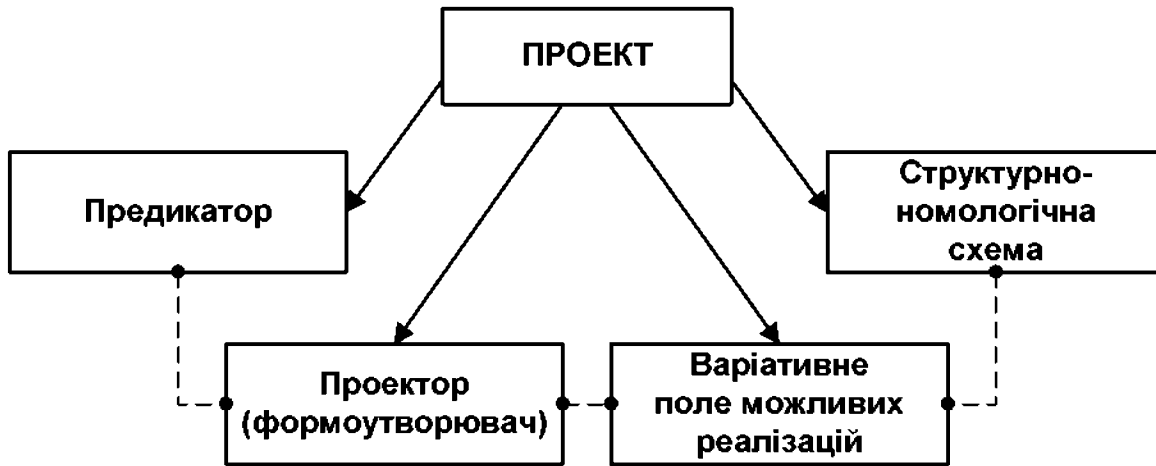 ПРОЕКТ
Предикатор
Структурно-
номологічна
схема
Проектор
(формоутворювач)
Варіативне
поле можливих
реалізацій